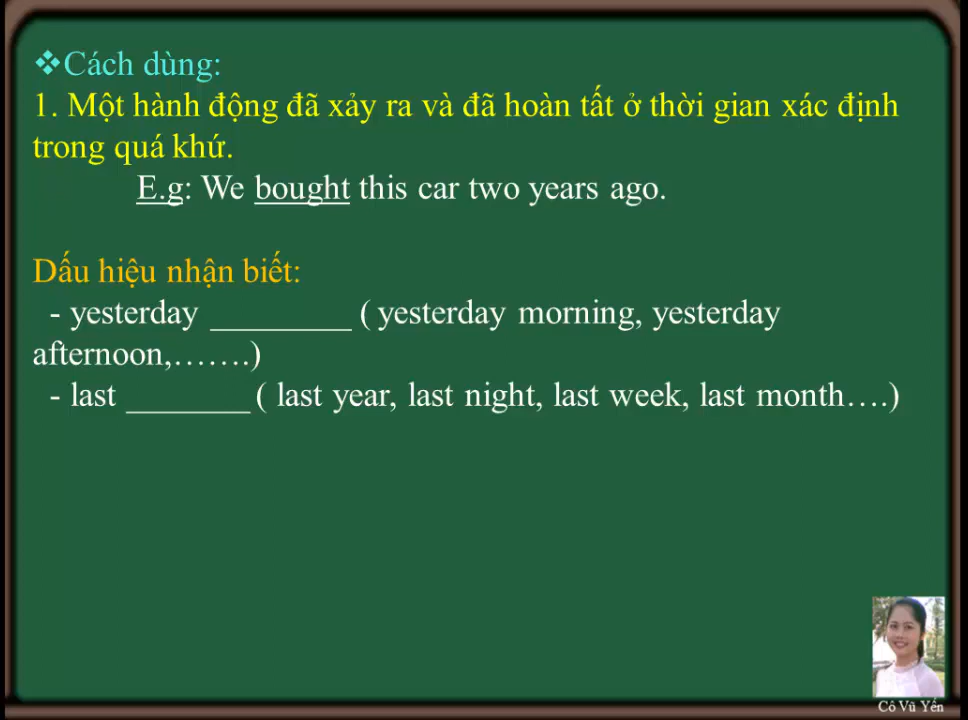 ❖Cách dùng:
1. Một hành động đã xảy ra và đã hoàn tất ở thời gian xác định
trong quá khứ.
E.g: We bought this car two years ago.
Dấu hiệu nhận biết:
- yesterday ________ ( yesterday morning, yesterday
afternoon,…….)
- last _______ ( last year, last night, last week, last month….)
Cô Vũ Yến